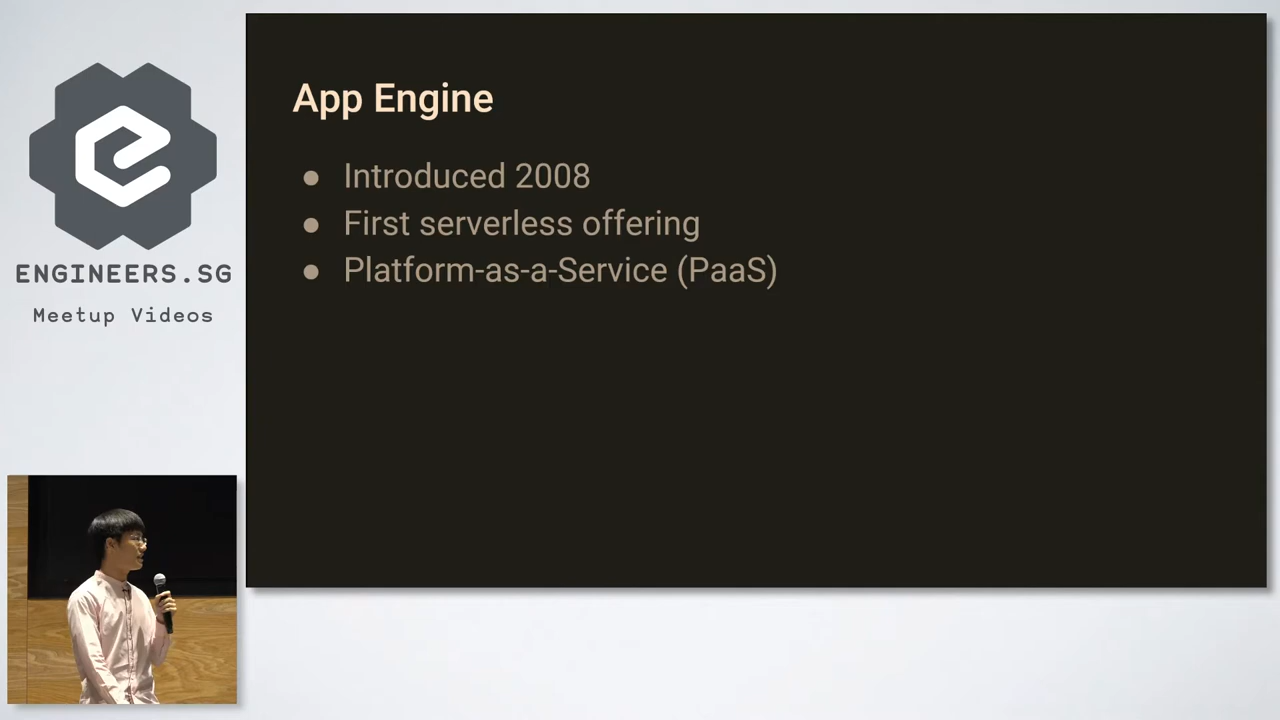 ENGINEERS.SG
Meetup Videos
App Engine
● Introduced 2008
● First serverless offering
● Platform-as-a-Service (PaaS)